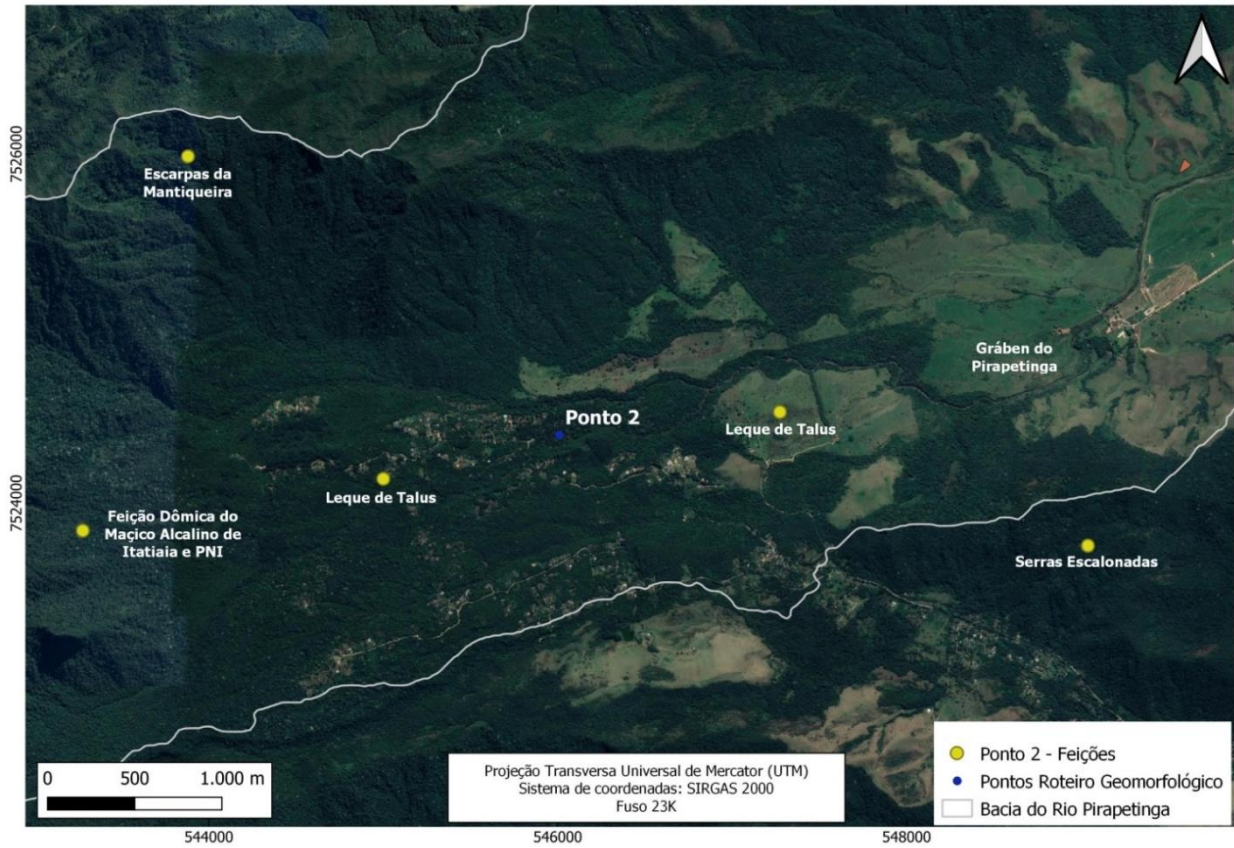 7526000
Escarpas da
Mantiqueira
Gráben do
Pirapetinga
Ponto 2
Leque de Talus
Leque de Talus
7524000
Feição Dômica do
Maciço Alcalino de
Itatiaia e PNI
Serras Escalonadas
0 500 1.000 m
Projeção Transversa Universal de Mercator (UTM)
Sistema de coordenadas: SIRGAS 2000
Fuso 23K
Ponto 2 - Feições
Pontos Roteiro Geomorfológico
Bacia do Rio Pirapetinga
544000
546000
548000